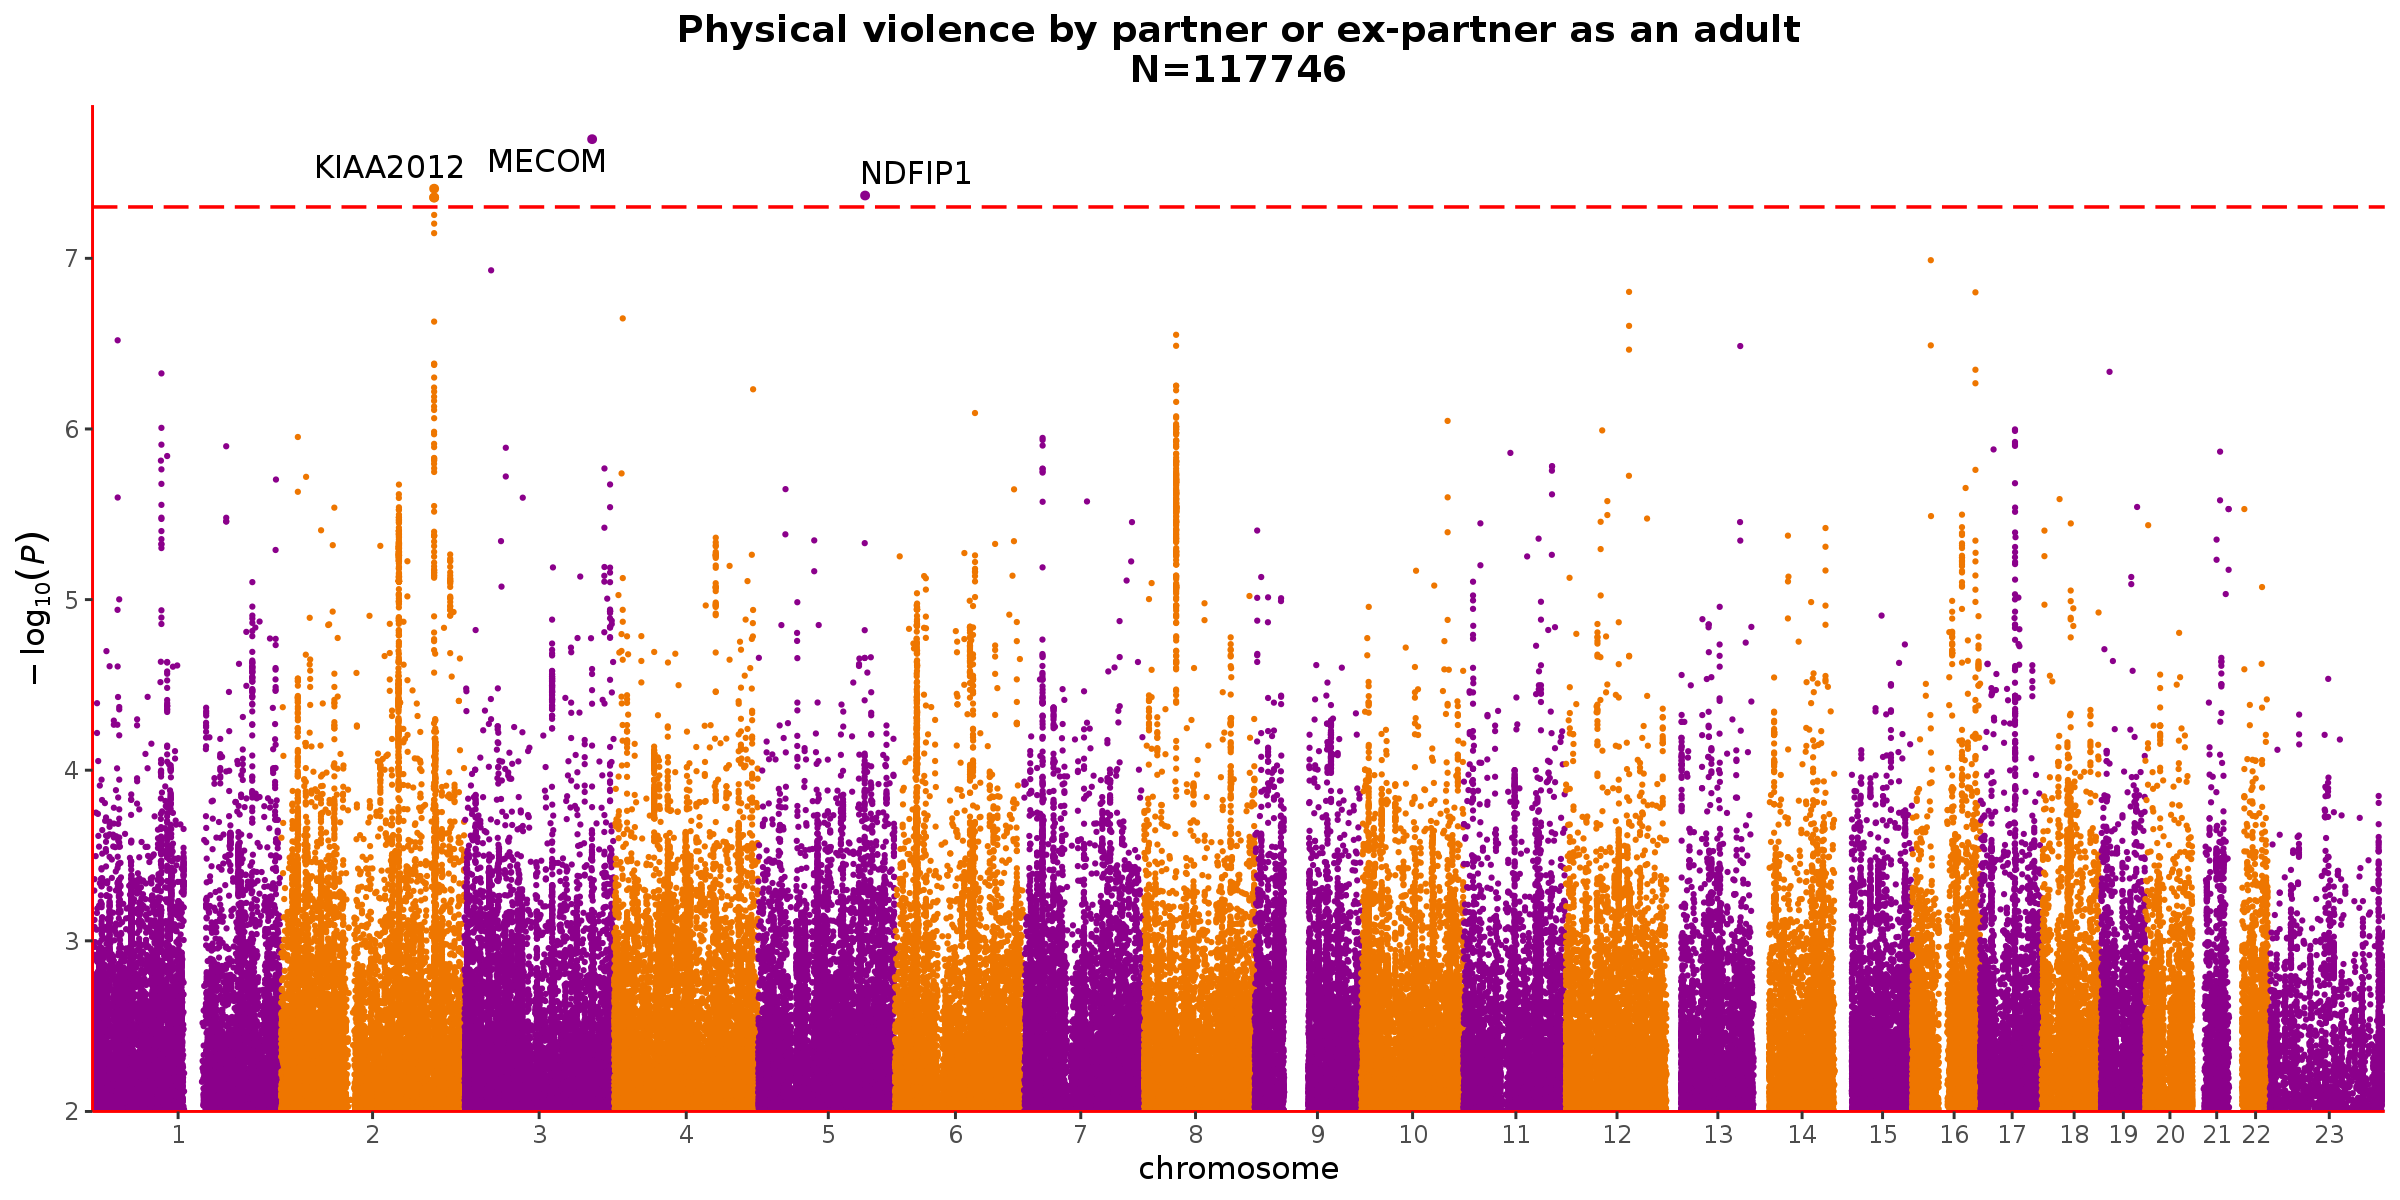 Physical violence by partner or ex-partner as an adult
N=117746
KIAA2012
MECOM
NDFIP1
7
6
5
4
3
2
−log₁₀(P)
1 2 3 4 5 6 7 8 9 10 11 12 13 14 15 16 17 18 19 20 21 22 23
chromosome